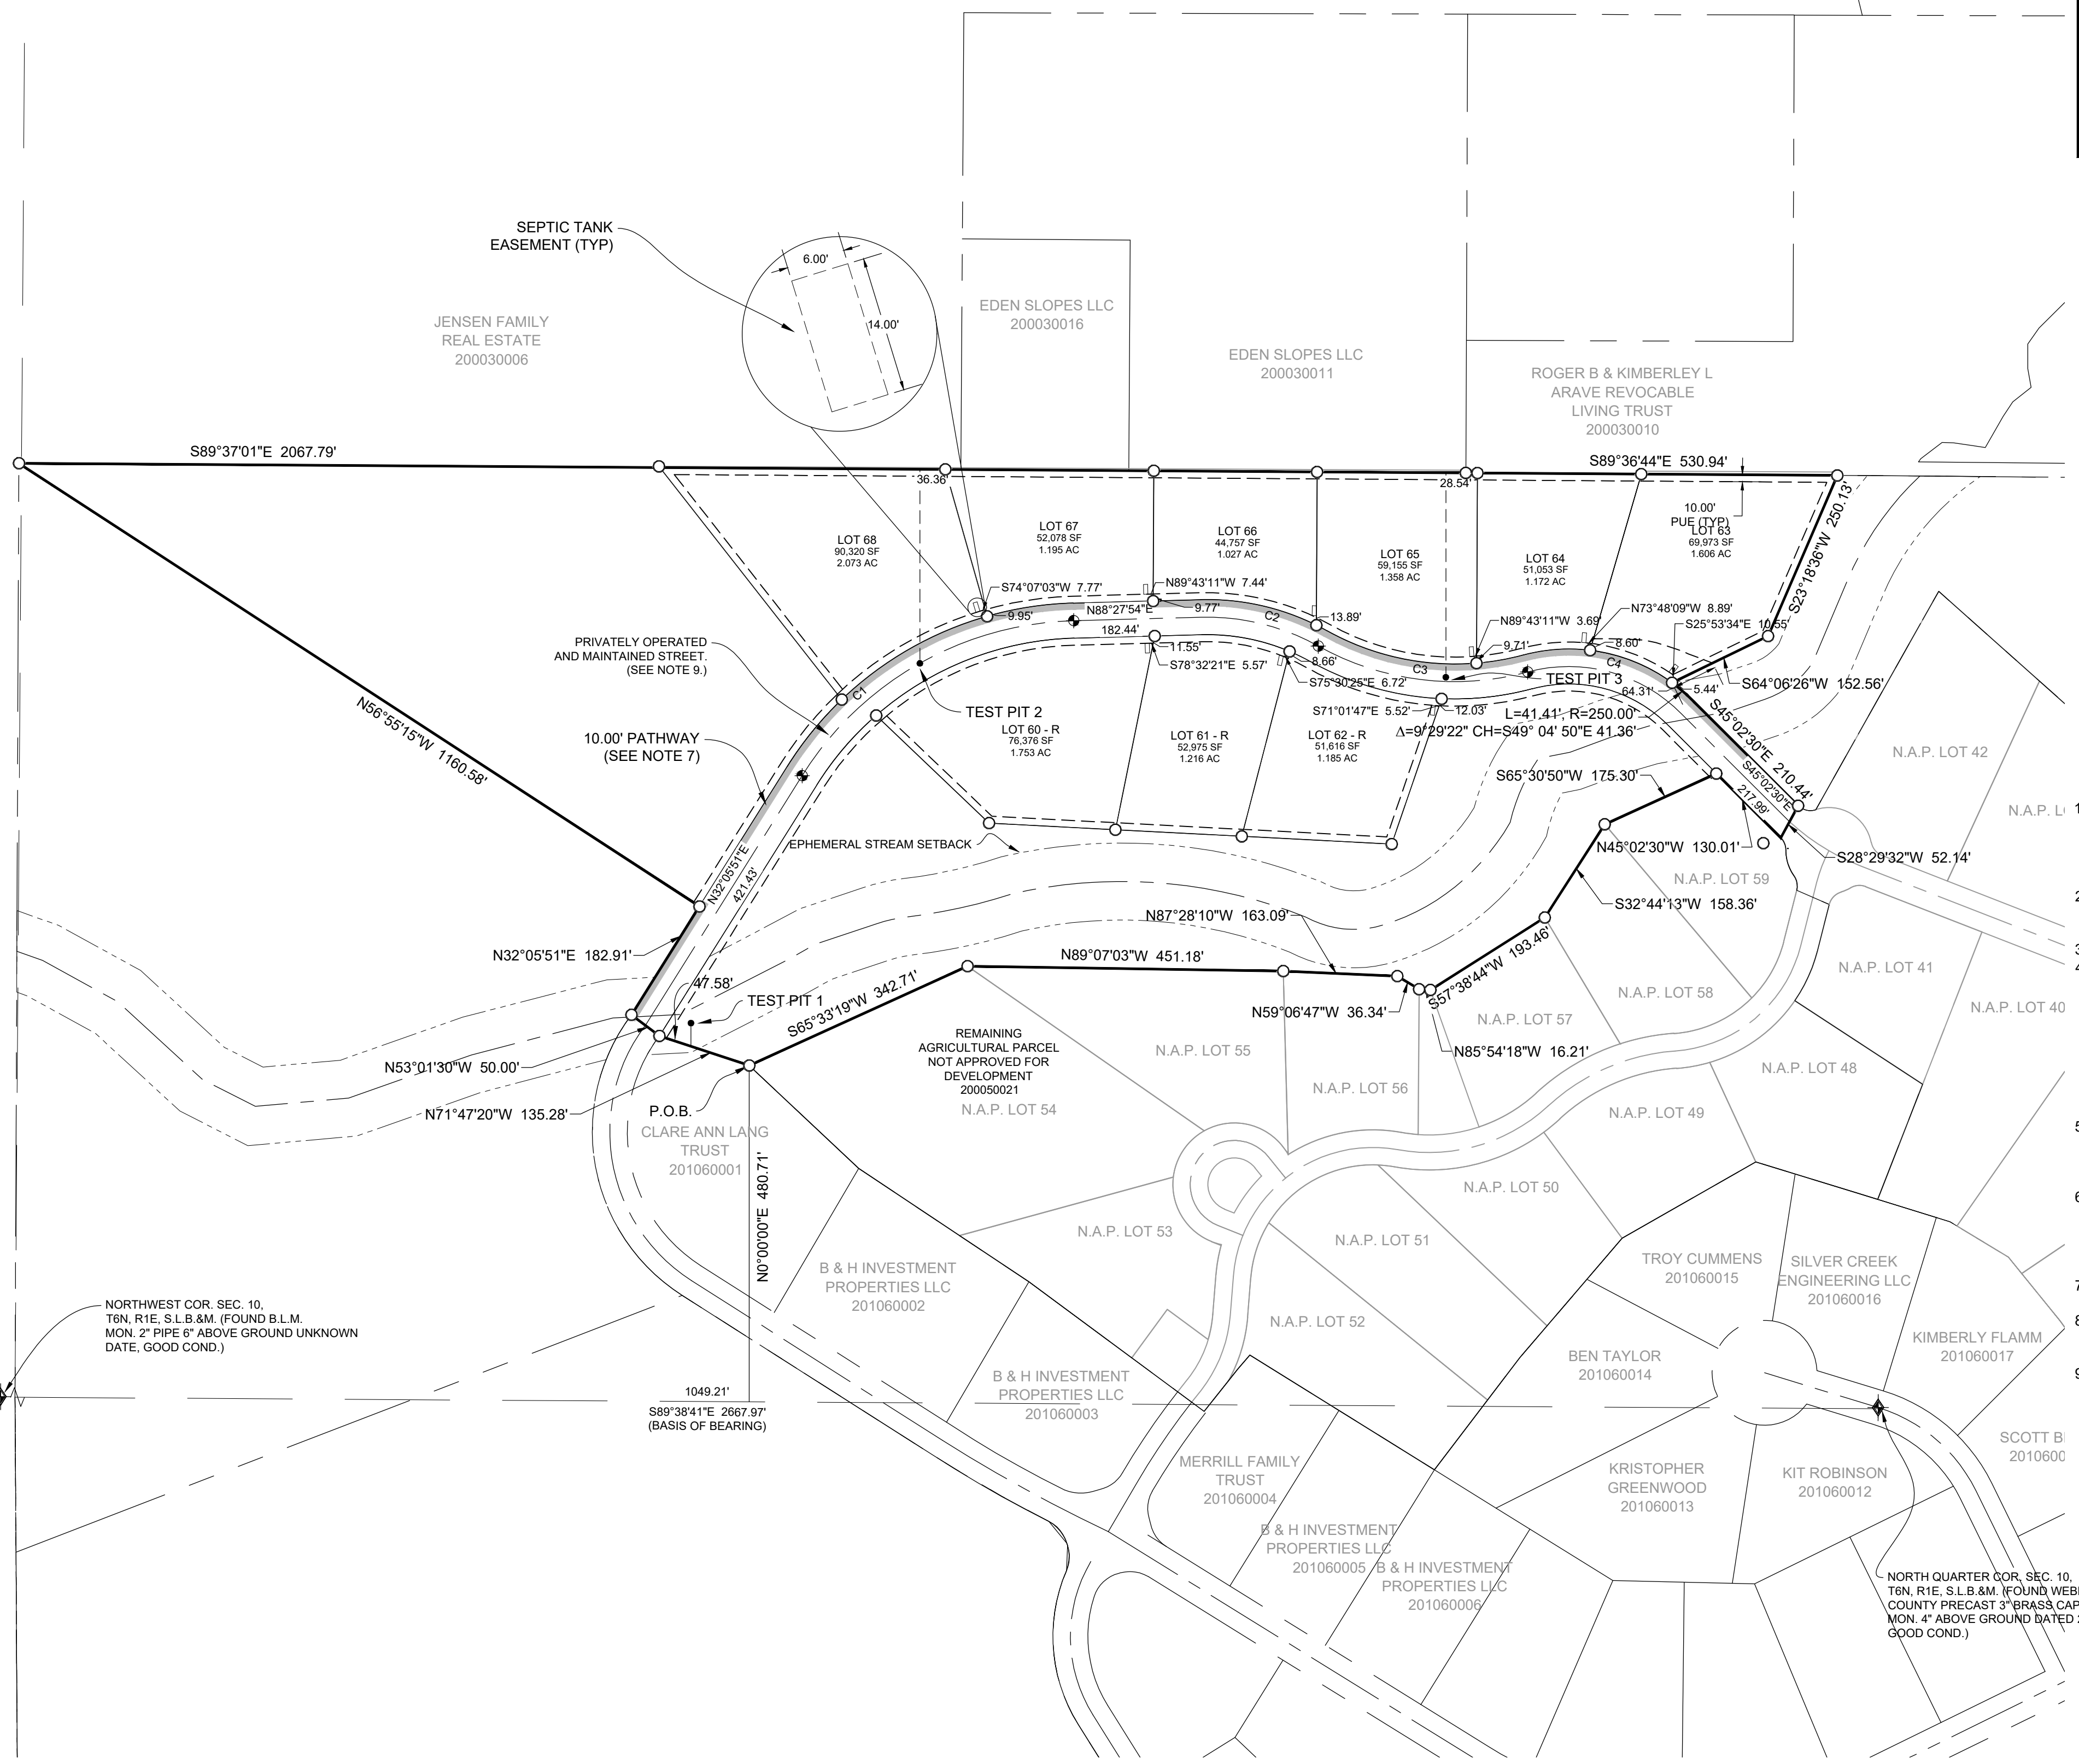 SEPTIC TANK
EASEMENT (TYP)
6.00'
14.00'
JENSEN FAMILY
REAL ESTATE
200030006
EDEN SLOPES LLC
200030016
EDEN SLOPES LLC
200030011
ROGER B & KIMBERLEY L
ARAVE REVOCABLE
LIVING TRUST
200030010
S89°37'01"E 2067.79'
S89°36'44"E 530.94'
36.36'
28.54'
10.00'
PUE (TYP)
LOT 68
90,320 SF
2.073 AC
LOT 67
52,078 SF
1.195 AC
LOT 66
44,757 SF
1.027 AC
LOT 65
59,155 SF
1.358 AC
LOT 64
51,053 SF
1.172 AC
LOT 63
69,973 SF
1.606 AC
S23°18'36"W 250.13'
S74°07'03"W 7.77'
N89°43'11"W 7.44'
N88°27'54"E
182.44'
9.95'
9.77'
C2
13.89'
N73°48'09"W 8.89'
N89°43'11"W 3.69'
S25°53'34"E 10.55'
9.71'
8.60'
PRIVATELY OPERATED
AND MAINTAINED STREET.
(SEE NOTE 9.)
11.55'
S78°32'21"E 5.57'
8.66'
S75°30'25"E 6.72'
C3
C4
TEST PIT 3
64.31'
5.44'
S64°06'26"W 152.56'
C1
TEST PIT 2
S71°01'47"E 5.52'
12.03'
L=41.41', R=250.00'
Δ=9°29'22" CH=S49° 04' 50"E 41.36'
LOT 60 - R
76,376 SF
1.753 AC
LOT 61 - R
52,975 SF
1.216 AC
LOT 62 - R
51,616 SF
1.185 AC
10.00' PATHWAY
(SEE NOTE 7)
N56°55'15"W 1160.58'
S45°02'30"E 210.44'
S45°02'30"E
217.99'
S65°30'50"W 175.30'
EPHEMERAL STREAM SETBACK
N45°02'30"W 130.01'
S28°29'32"W 52.14'
N32°05'51"E
421.43'
N.A.P. LOT 42
N.A.P. LOT 59
S32°44'13"W 158.36'
N87°28'10"W 163.09'
N32°05'51"E 182.91'
N89°07'03"W 451.18'
S57°38'44"W 193.46'
47.58'
TEST PIT 1
S65°33'19"W 342.71'
N59°06'47"W 36.34'
N85°54'18"W 16.21'
N53°01'30"W 50.00'
N71°47'20"W 135.28'
P.O.B.
REMAINING
AGRICULTURAL PARCEL
NOT APPROVED FOR
DEVELOPMENT
200050021
N.A.P. LOT 54
N.A.P. LOT 55
N.A.P. LOT 56
N.A.P. LOT 57
N.A.P. LOT 58
N.A.P. LOT 41
N.A.P. LOT 40
N.A.P. LOT 48
N.A.P. LOT 49
N.A.P. LOT 50
N.A.P. LOT 51
N.A.P. LOT 53
N.A.P. LOT 52
CLARE ANN LANG
TRUST
201060001
N0°00'00"E 480.71'
B & H INVESTMENT
PROPERTIES LLC
201060002
TROY CUMMENS
201060015
SILVER CREEK
ENGINEERING LLC
201060016
KIMBERLY FLAMM
201060017
NORTHWEST COR. SEC. 10,
T6N, R1E, S.L.B.&M. (FOUND B.L.M.
MON. 2" PIPE 6" ABOVE GROUND UNKNOWN
DATE, GOOD COND.)
1049.21'
S89°38'41"E 2667.97'
(BASIS OF BEARING)
B & H INVESTMENT
PROPERTIES LLC
201060003
BEN TAYLOR
201060014
MERRILL FAMILY
TRUST
201060004
KRISTOPHER
GREENWOOD
201060013
KIT ROBINSON
201060012
SCOTT
B & H INVESTMENT
PROPERTIES LLC
201060005
B & H INVESTMENT
PROPERTIES LLC
201060006
NORTH QUARTER COR. SEC. 10,
T6N, R1E, S.L.B.&M. (FOUND
COUNTY PRECAST 3" BRASS CAP
MON. 4" ABOVE GROUND DATED
GOOD COND.)